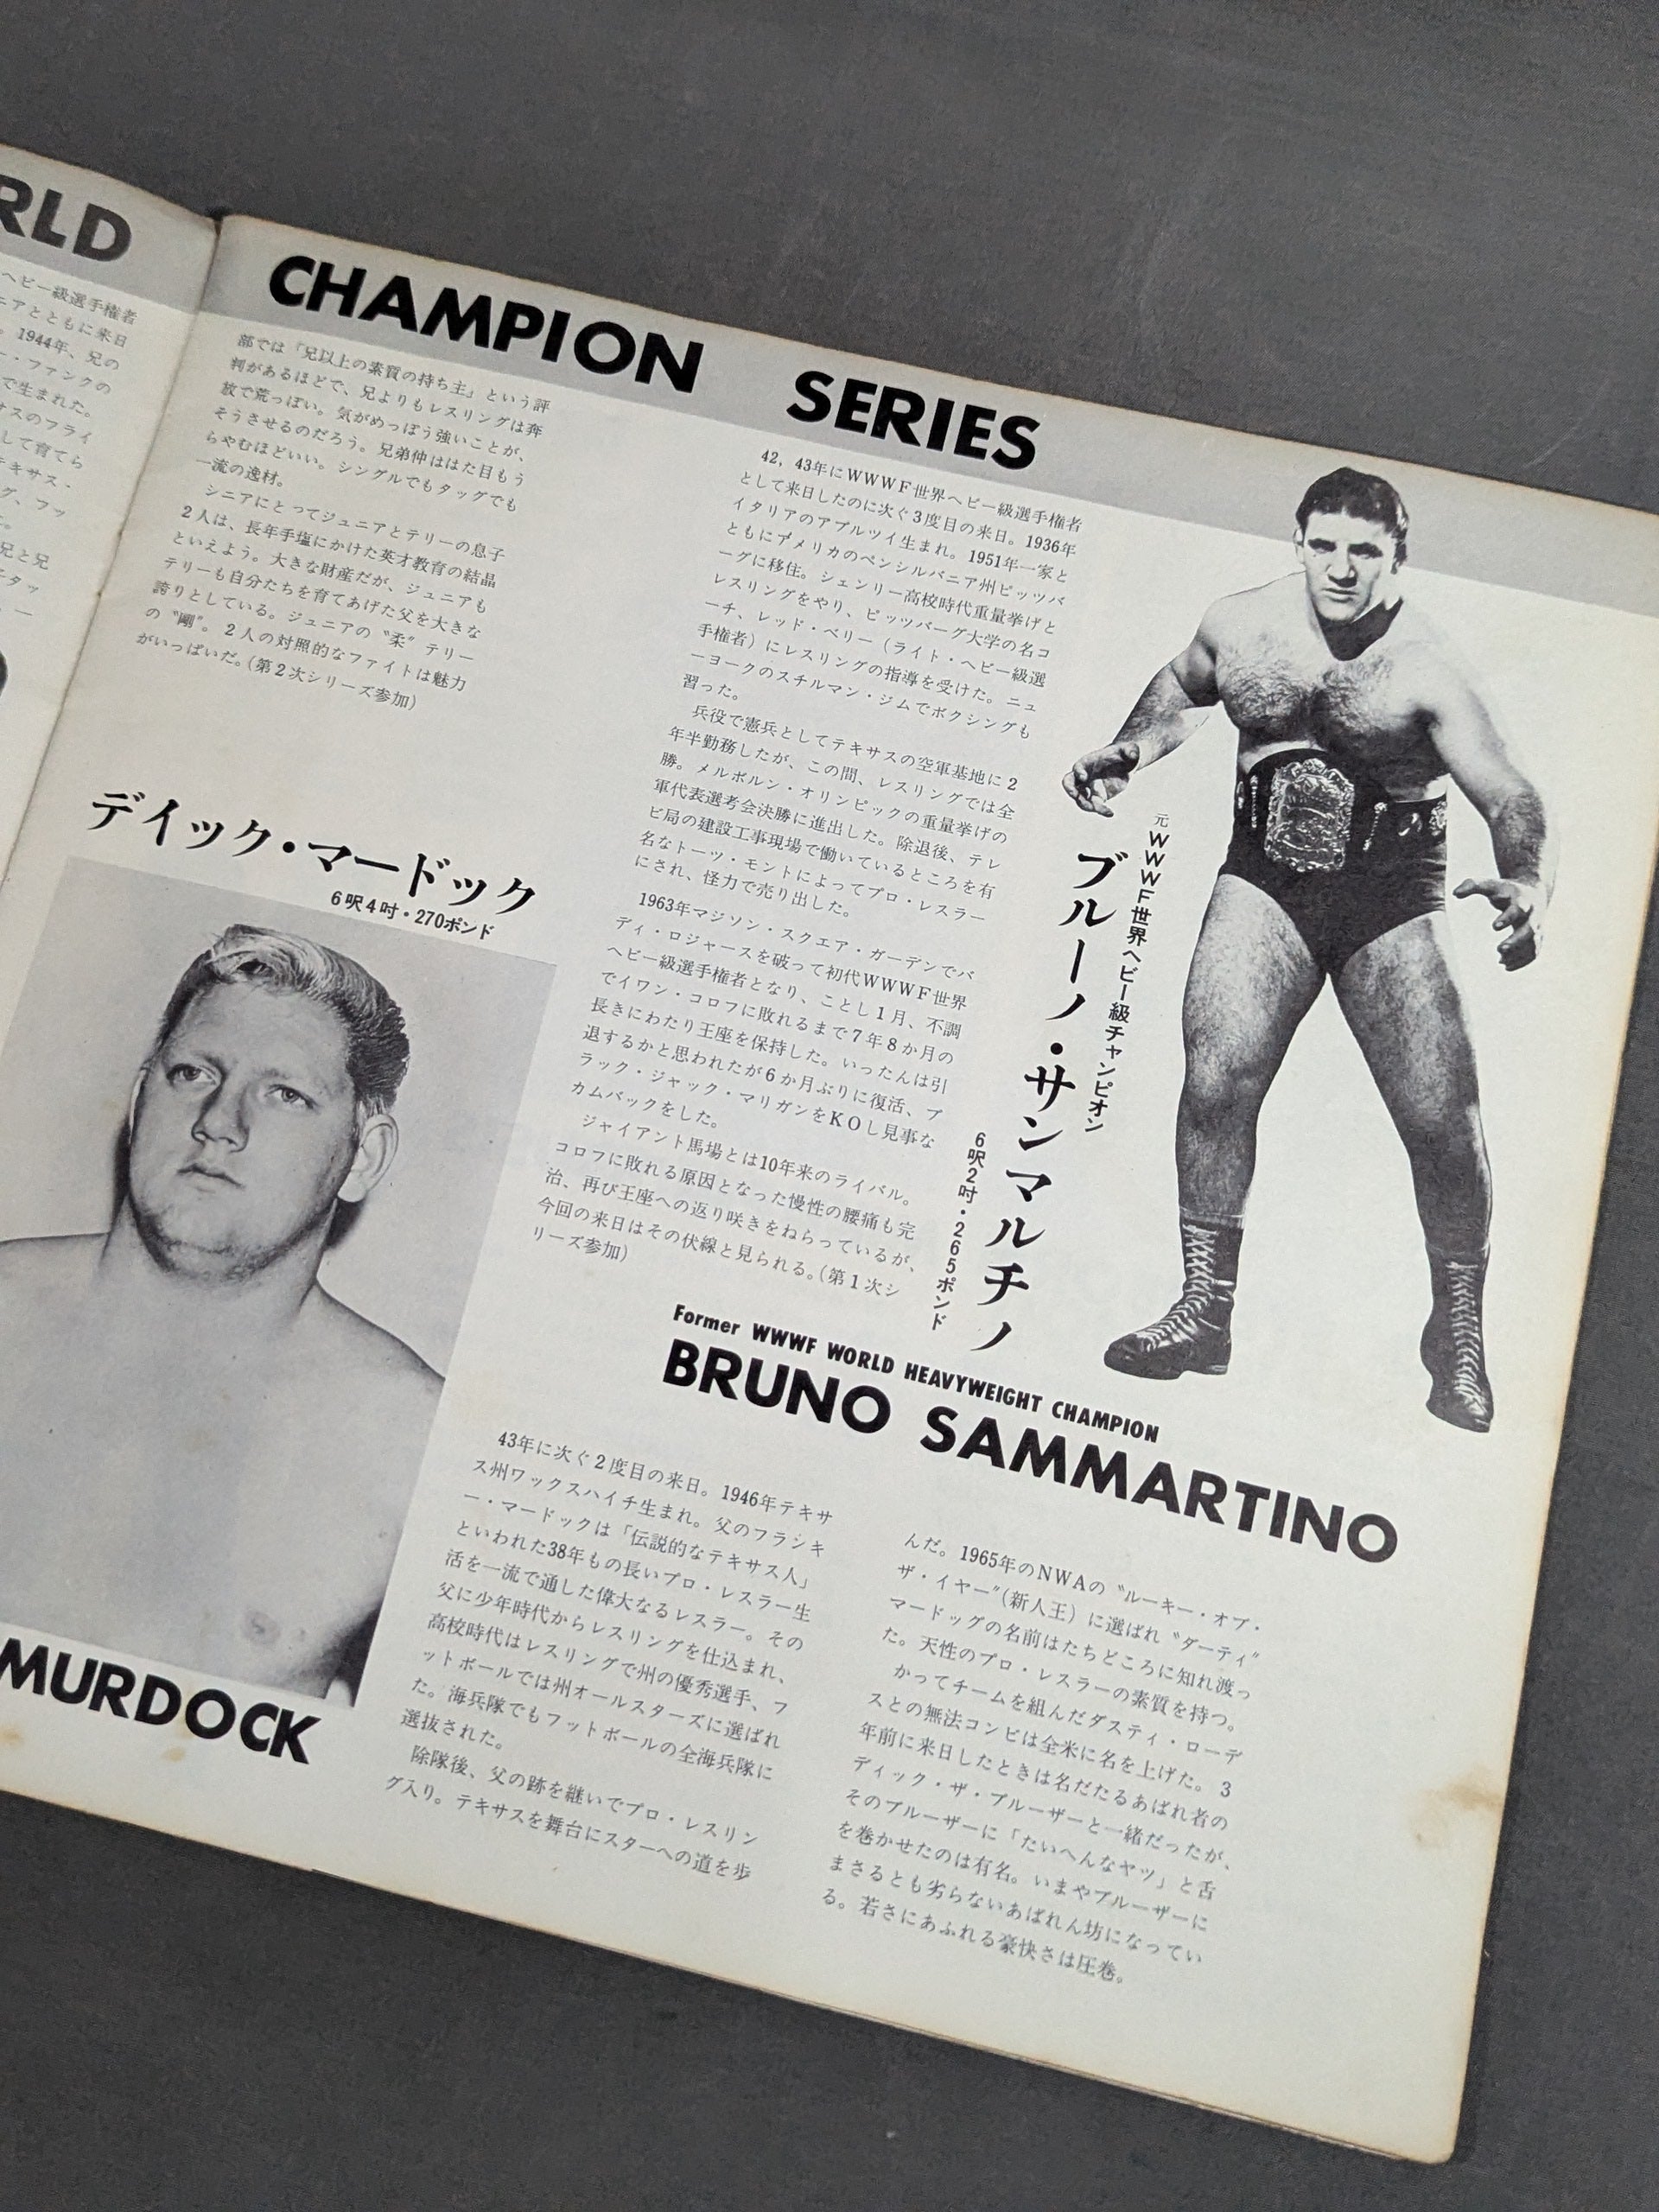 RLD
ヘビー級選手権者
ニアとともに来日
。1944年、兄の
ー・ファンクの
で生まれた。
サスのフライ
して育てら
テキサス・
グ、フッ
た。
兄と兄
タッ
CHAMPION SERIES
部では「兄以上の素質の持ち主」という評
判があるほどで、兄よりもレスリングは奔
放で荒っぽい。気がめっぽう強いことが、
そうさせるのだろう。兄弟仲ははた目もう
らやむほどいい。シングルでもタッグでも
一流の逸材。
シニアにとってジュニアとテリーの息子
2人は、長年手塩にかけた英才教育の結晶
といえよう。大きな財産だが、ジュニアも
テリーも自分たちを育てあげた父を大きな
誇りとしている。ジュニアの〝柔〟テリー
の〝剛〟。2人の対照的なファイトは魅力
がいっぱいだ。(第2次シリーズ参加)
42，43年にWWWF世界ヘビー級選手権者
として来日したのに次ぐ3度目の来日。1936年
イタリアのアブルツイ生まれ。1951年一家と
ともにアメリカのペンシルバニア州ピッツバ
ーグに移住。シェンリー高校時代重量挙げと
レスリングをやり、ピッツバーグ大学の名コ
ーチ、レッド・ベリー（ライト・ヘビー級選
手権者）にレスリングの指導を受けた。ニュ
ーヨークのスチルマン・ジムでボクシングも
習った。
兵役で憲兵としてテキサスの空軍基地に2
年半勤務したが、この間、レスリングでは全
勝。メルボルン・オリンピックの重量挙げの
軍代表選考会決勝に進出した。除退後、テレ
ビ局の建設工事現場で働いているところを有
名なトーツ・モントによってプロ・レスラー
にされ、怪力で売り出した。
1963年マジソン・スクエア・ガーデンでバ
ディ・ロジャースを破って初代WWWF世界
ヘビー級選手権者となり、ことし1月、不調
でイワン・コロフに敗れるまで7年8か月の
長きにわたり王座を保持した。いったんは引
退するかと思われたが6か月ぶりに復活、ブ
ラック・ジャック・マリガンをKOし見事な
カムバックをした。
ジャイアント馬場とは10年来のライバル。
コロフに敗れる原因となった慢性の腰痛も完
治、再び王座への返り咲きをねらっているが、
今回の来日はその伏線と見られる。(第1次シ
リーズ参加)
元WWWF世界ヘビー級チャンピオン
ブルーノ・サンマルチノ
6呎2吋・265ポンド
Former WWWF WORLD HEAVYWEIGHT CHAMPION
BRUNO SAMMARTINO
デイック・マードック
6呎4吋・270ポンド
MURDOCK
43年に次ぐ2度目の来日。1946年テキサ
ス州ワックスハイチ生まれ。父のフランキ
ー・マードックは「伝説的なテキサス人」
といわれた38年もの長いプロ・レスラー生
活を一流で通した偉大なるレスラー。その
父に少年時代からレスリングを仕込まれ、
高校時代はレスリングで州の優秀選手、フ
ットボールでは州オールスターズに選ばれ
た。海兵隊でもフットボールの全海兵隊に
選抜された。
除隊後、父の跡を継いでプロ・レスリン
グ入り。テキサスを舞台にスターへの道を歩
んだ。1965年のNWAの〝ルーキー・オブ・
ザ・イヤー〟(新人王) に選ばれ〝ダーティ〟
マードッグの名前はたちどころに知れ渡っ
た。天性のプロ・レスラーの素質を持つ。
かってチームを組んだダスティ・ローデ
スとの無法コンビは全米に名を上げた。3
年前に来日したときは名だたるあばれ者の
ディック・ザ・ブルーザーと一緒だったが、
そのブルーザーに「たいへんなヤツ」と舌
を巻かせたのは有名。いまやブルーザーに
まさるとも劣らないあばれん坊になってい
る。若さにあふれる豪快さは圧巻。